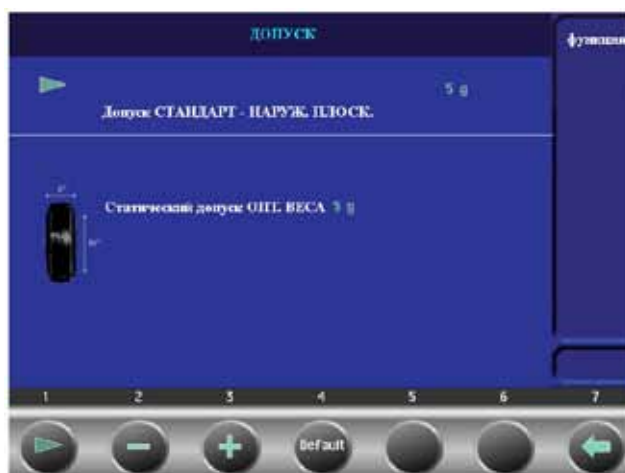 ДОПУСК
функции
5 g
Допуск СТАНДАРТ - НАРУЖ. ПЛОСК.
Статический допуск ОПТ. ВЕСА 5 g
1 2 3 4 5 6 7
Default